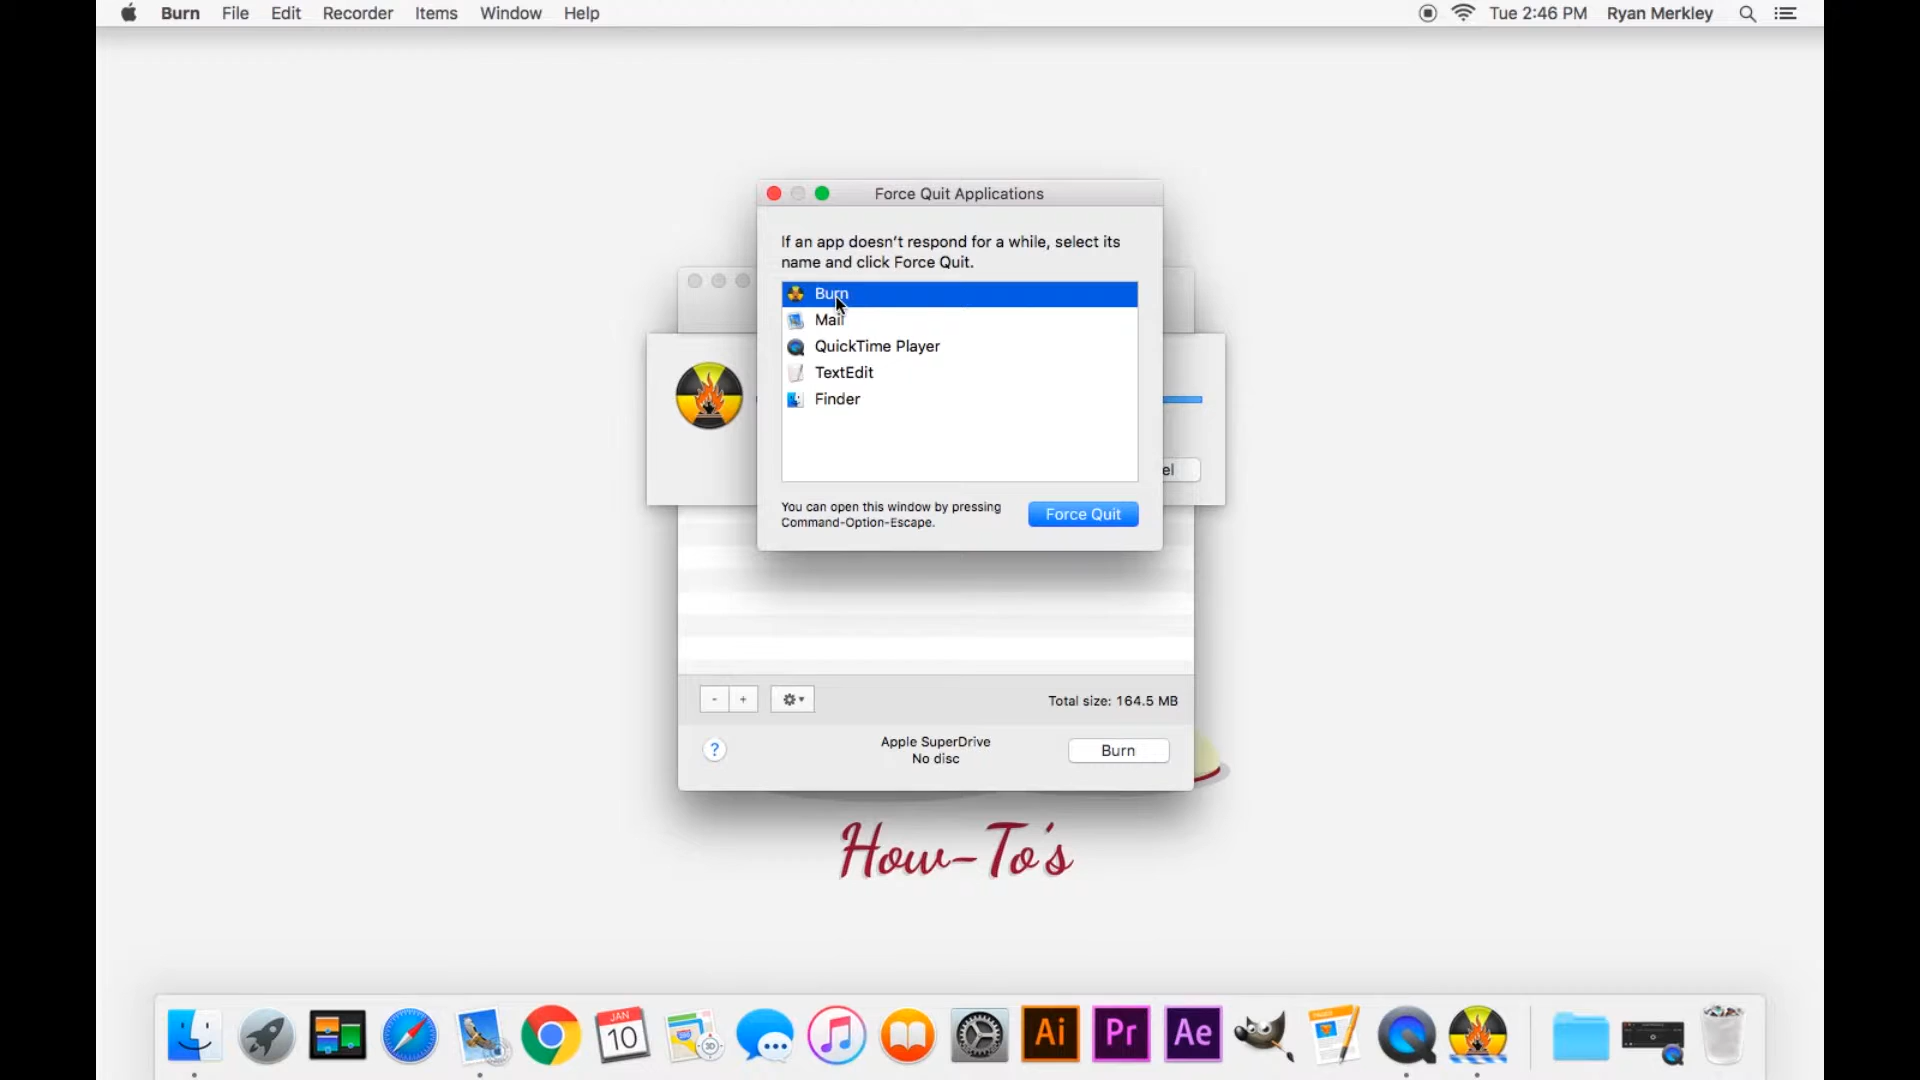 Burn File Edit Recorder Items Window Help Tue 2:46 PM Ryan Merkley
Force Quit Applications
If an app doesn't respond for a while, select its
name and click Force Quit.
Burn
Mail
QuickTime Player
TextEdit
Finder
el
You can open this window by pressing
Command-Option-Escape.
Force Quit
- +
Total size: 164.5 MB
?
Apple SuperDrive
No disc
Burn
How-To's
JAN
10
3D
Ai
Pr
Ae